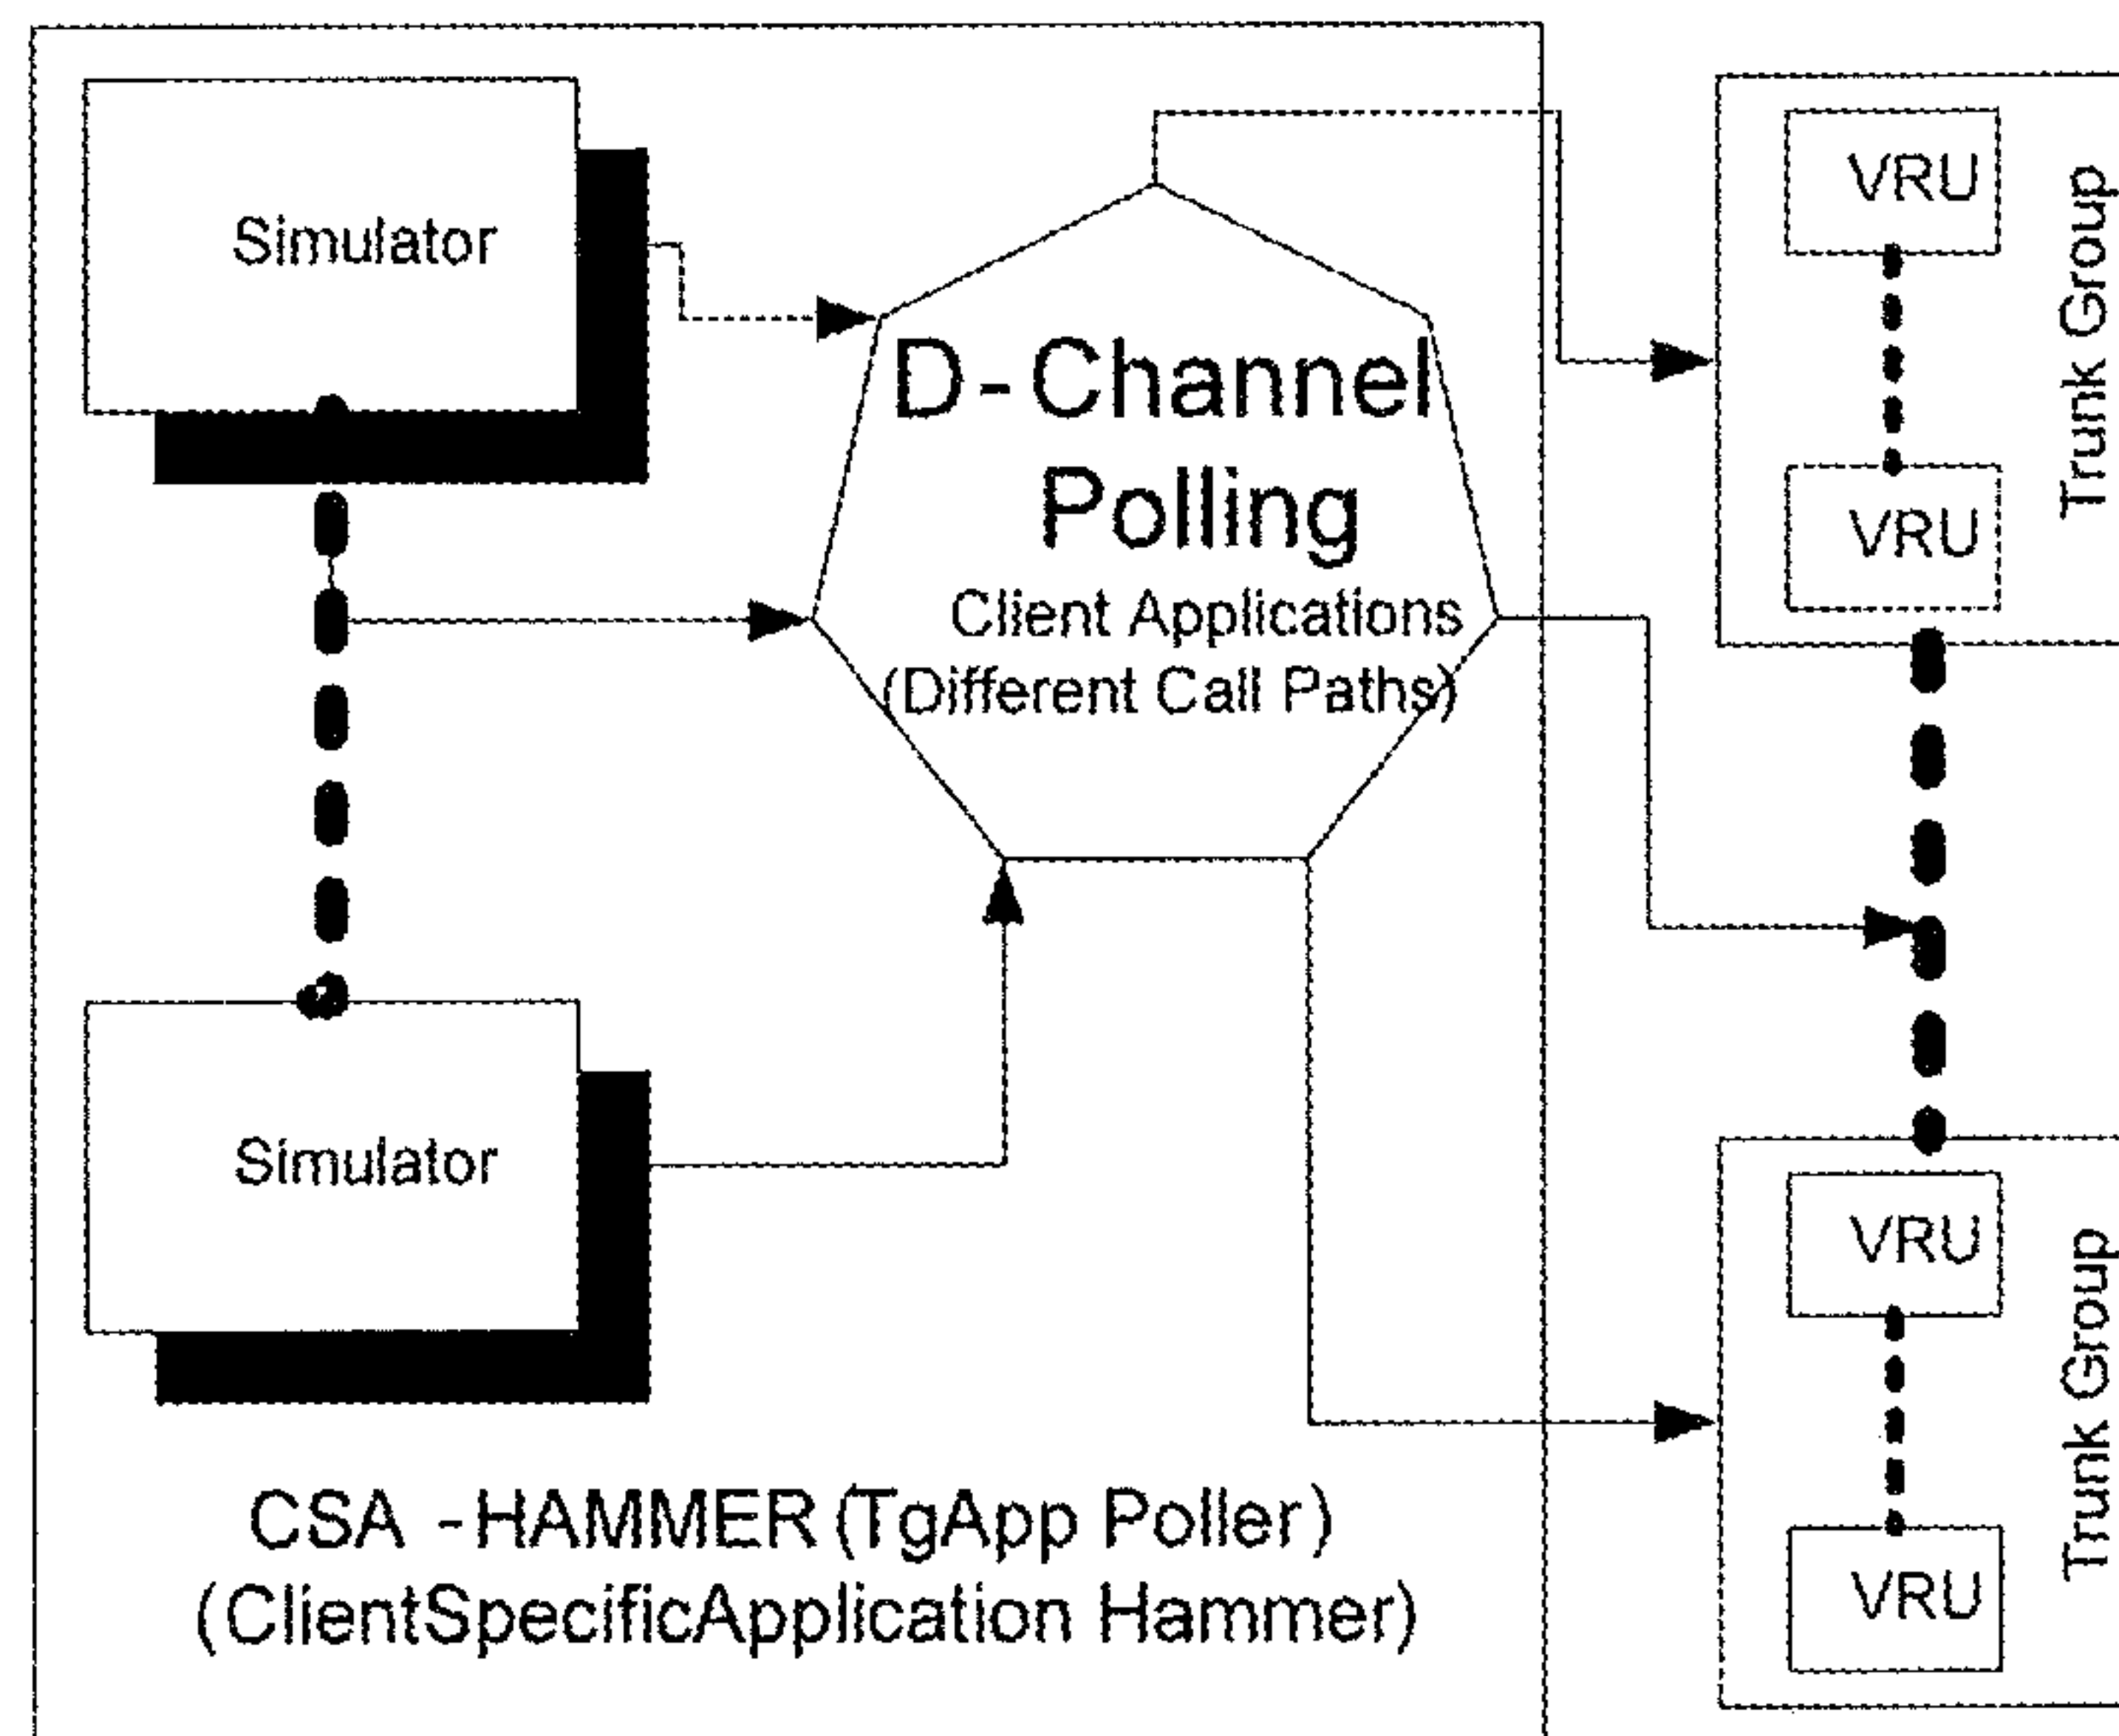 Simulator
D-Channel
Polling
Client Applications
(Different Call Paths)
Simulator
CSA -HAMMER (TgApp Poller)
(ClientSpecificApplication Hammer)
VRU
VRU
Trunk Group
VRU
VRU
Trunk Group